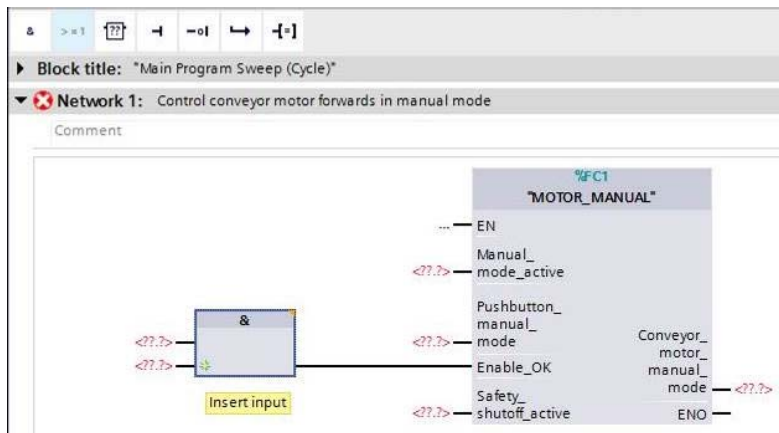 & >=1 ?? -| -o| -[=]
Block title: "Main Program Sweep (Cycle)"
Network 1: Control conveyor motor forwards in manual mode
Comment
%FC1
"MOTOR_MANUAL"
... EN
Manual_
<??.?> mode_active
Pushbutton_
manual_
<??.?> mode
&
<??.?>
<??.?>
Enable_OK
Insert input
Safety_
<??.?> shutoff_active
Conveyor_
motor_
manual_
mode <??.?>
ENO